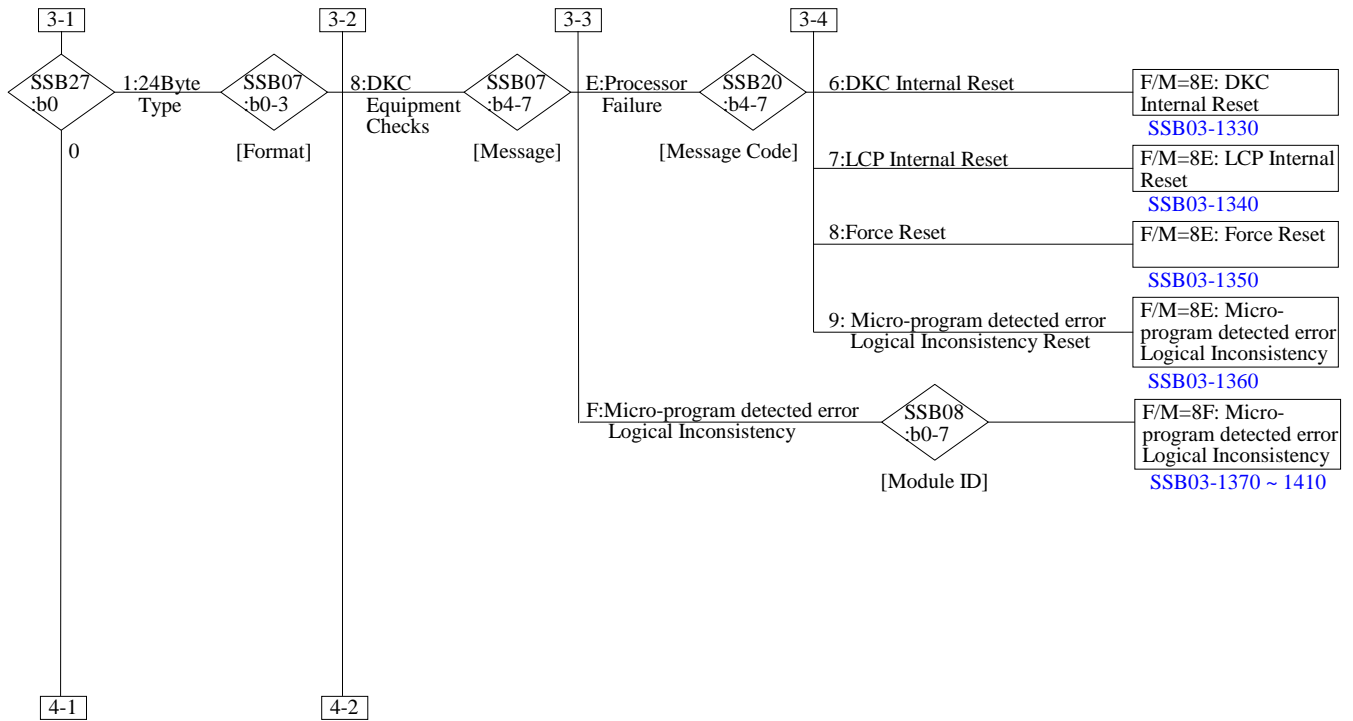 3-1
3-2
3-3
3-4
SSB27
:b0
1:24Byte
Type
SSB07
:b0-3
8:DKC
Equipment
Checks
SSB07
:b4-7
E:Processor
Failure
SSB20
:b4-7
6:DKC Internal Reset
F/M=8E: DKC
Internal Reset
SSB03-1330
0
[Format]
[Message]
[Message Code]
7:LCP Internal Reset
F/M=8E: LCP Internal
Reset
SSB03-1340
8:Force Reset
F/M=8E: Force Reset
SSB03-1350
9: Micro-program detected error
Logical Inconsistency Reset
F/M=8E: Micro-
program detected error
Logical Inconsistency
SSB03-1360
F:Micro-program detected error
Logical Inconsistency
SSB08
:b0-7
[Module ID]
F/M=8F: Micro-
program detected error
Logical Inconsistency
SSB03-1370 ~ 1410
4-1
4-2